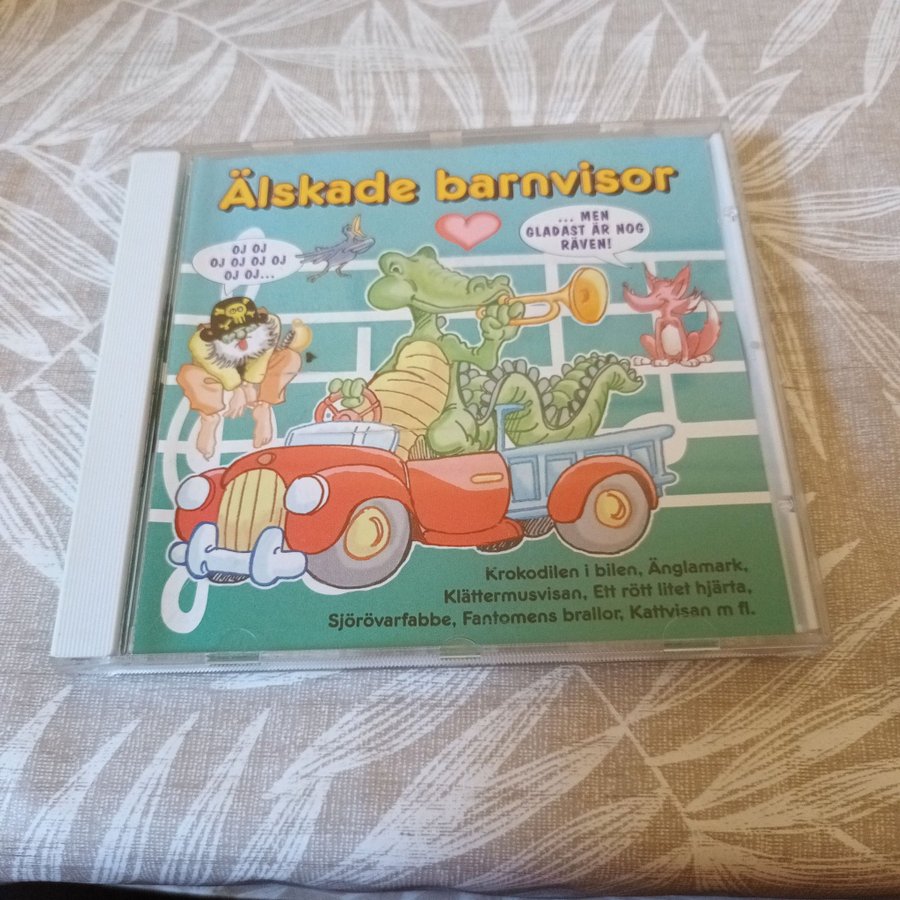 Älskade barnvisor
OJ OJ
OJ OJ OJ OJ
OJ OJ...
... MEN
GLADAST ÄR NOG
RÄVEN!
Krokodilen i bilen, Änglamark,
Klättermusvisan, Ett rött litet hjärta,
Sjörövarfabbe, Fantomens brallor, Kattvisan m fl.